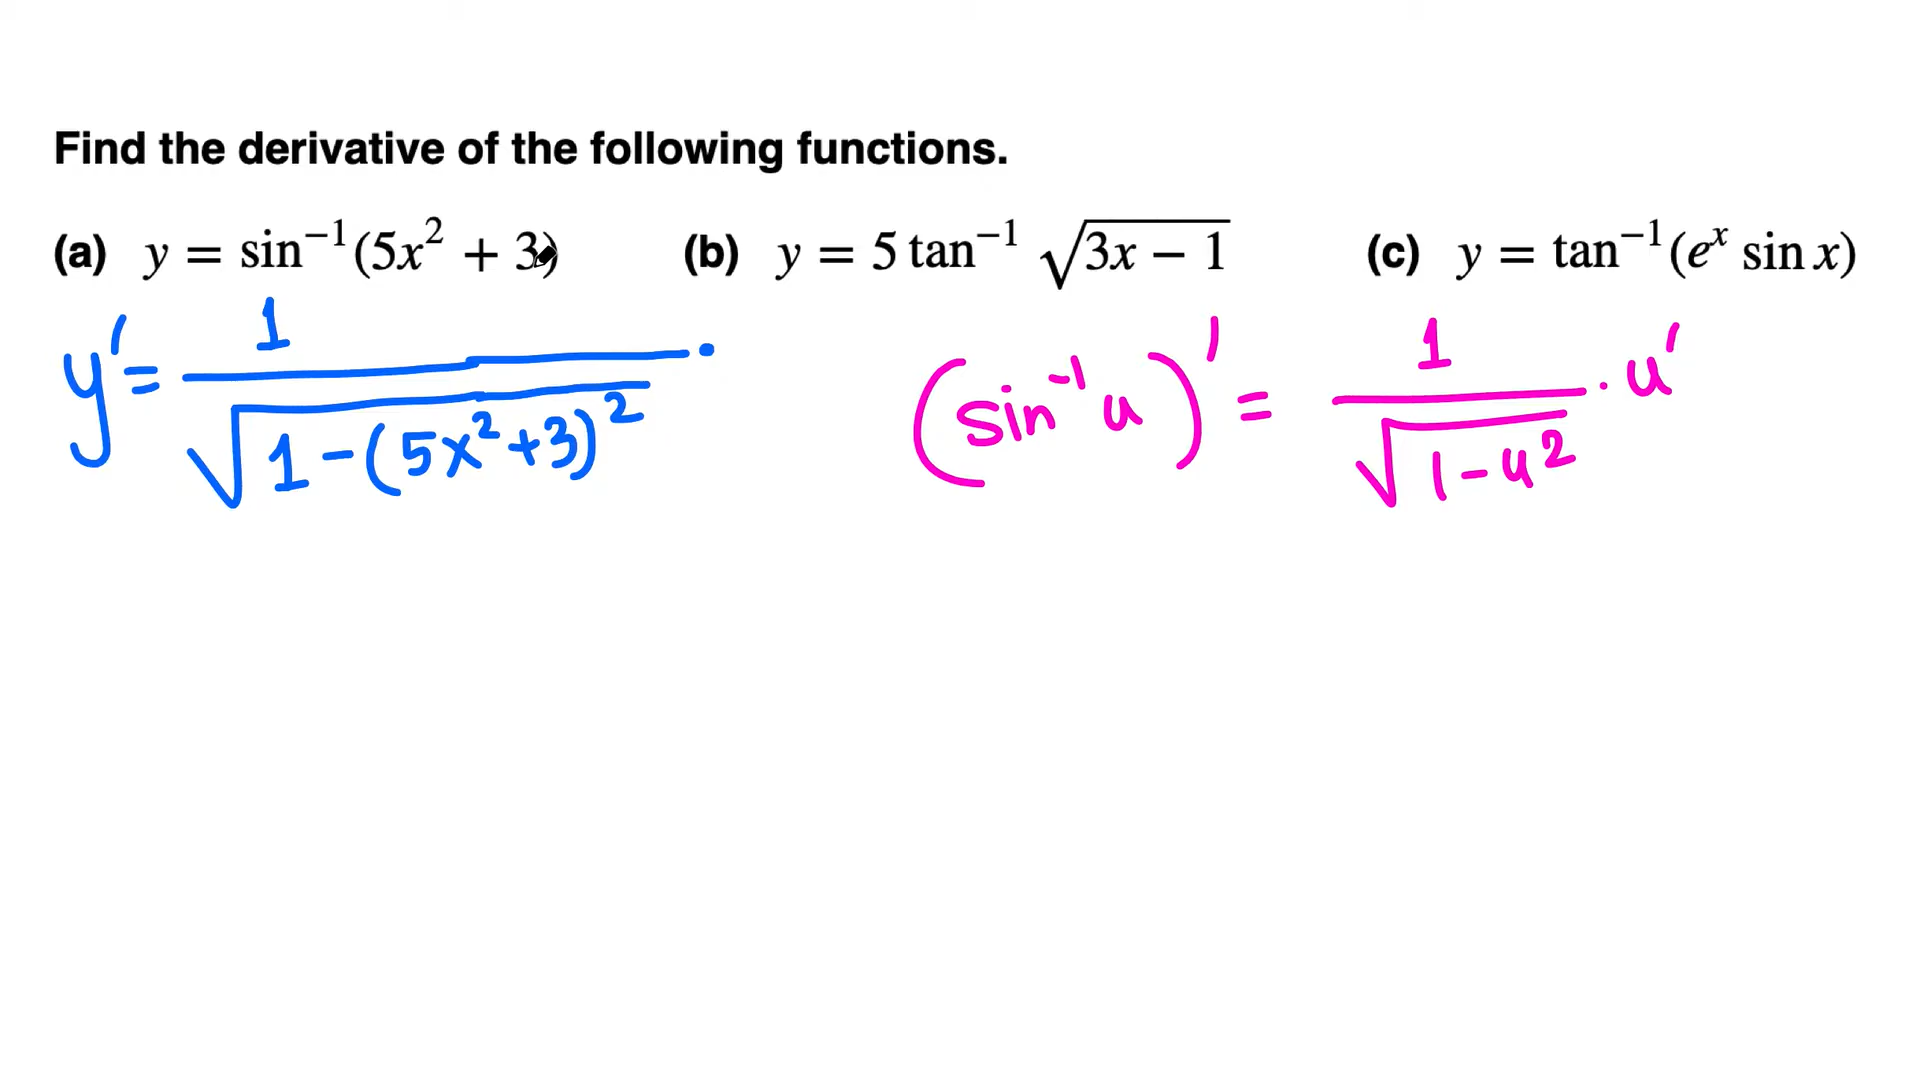 Find the derivative of the following functions.
(a) y = sin⁻¹(5x² + 3) (b) y = 5 tan⁻¹ √(3x − 1) (c) y = tan⁻¹(eˣ sin x)
y' = 1/√(1-(5x²+3)²) · (sin⁻¹u)' = 1/√(1-u²) · u'